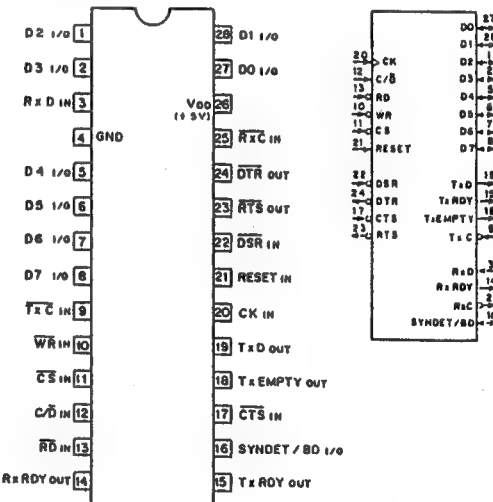 D2 I/O 1
28 D1 I/O
D3 I/O 2
27 D0 I/O
RxD IN 3
VDD 26
(+5V)
4 GND
25 RxC IN
D4 I/O 5
24 DTR OUT
D5 I/O 6
23 RTS OUT
D6 I/O 7
22 DSR IN
D7 I/O 8
21 RESET IN
TxC IN 9
20 CK IN
WR IN 10
19 TxD OUT
CS IN 11
18 TxEMPTY OUT
C/D IN 12
17 CTS IN
RD IN 13
16 SYNDET/BD I/O
RxRDY OUT 14
15 TxRDY OUT
20 CK
12 C/D
13 RD
10 WR
11 CS
21 RESET
22 DSR
24 DTR
17 CTS
23 RTS
D0 27
D1
D2
D3
D4
D5
D6
D7
TxD
TxRDY
TxEMPTY
TxC
RxD
RxRDY
RxC
SYNDET/BD